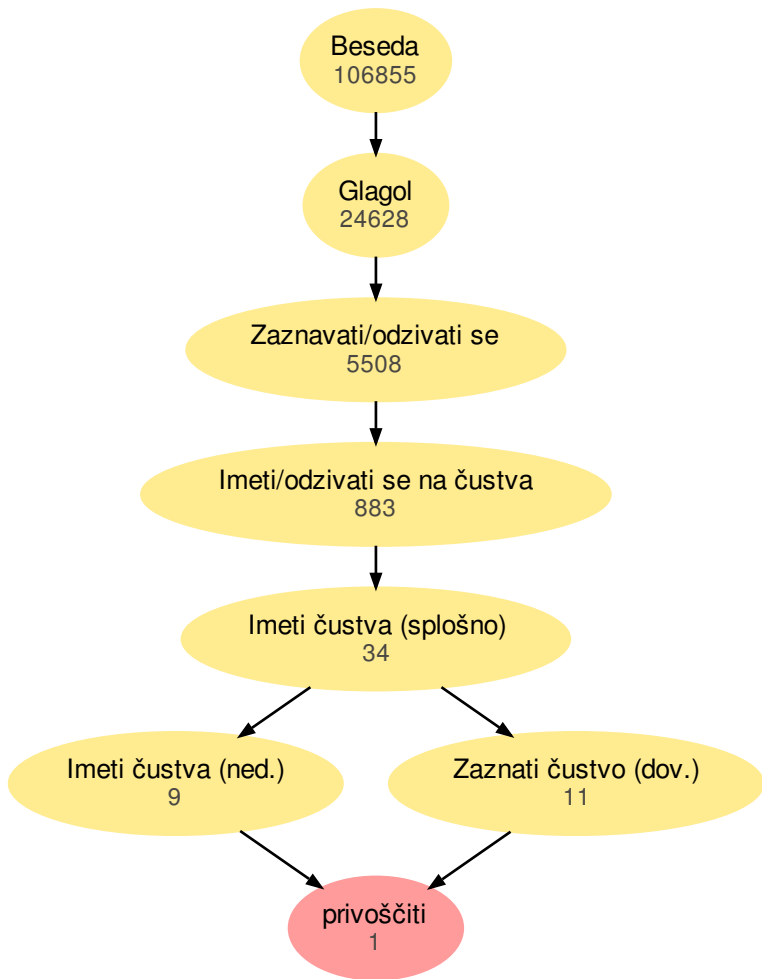 Beseda
106855
Glagol
24628
Zaznavati/odzivati se
5508
Imeti/odzivati se na čustva
883
Imeti čustva (splošno)
34
Imeti čustva (ned.)
9
Zaznati čustvo (dov.)
11
privoščiti
1